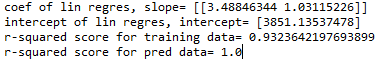 coef of lin regres, slope= [[3.48846344 1.03115226]]
intercept of lin regres, intercept= [3851.13537478]
r-squared score for training data= 0.9323642197693899
r-squared score for pred data= 1.0